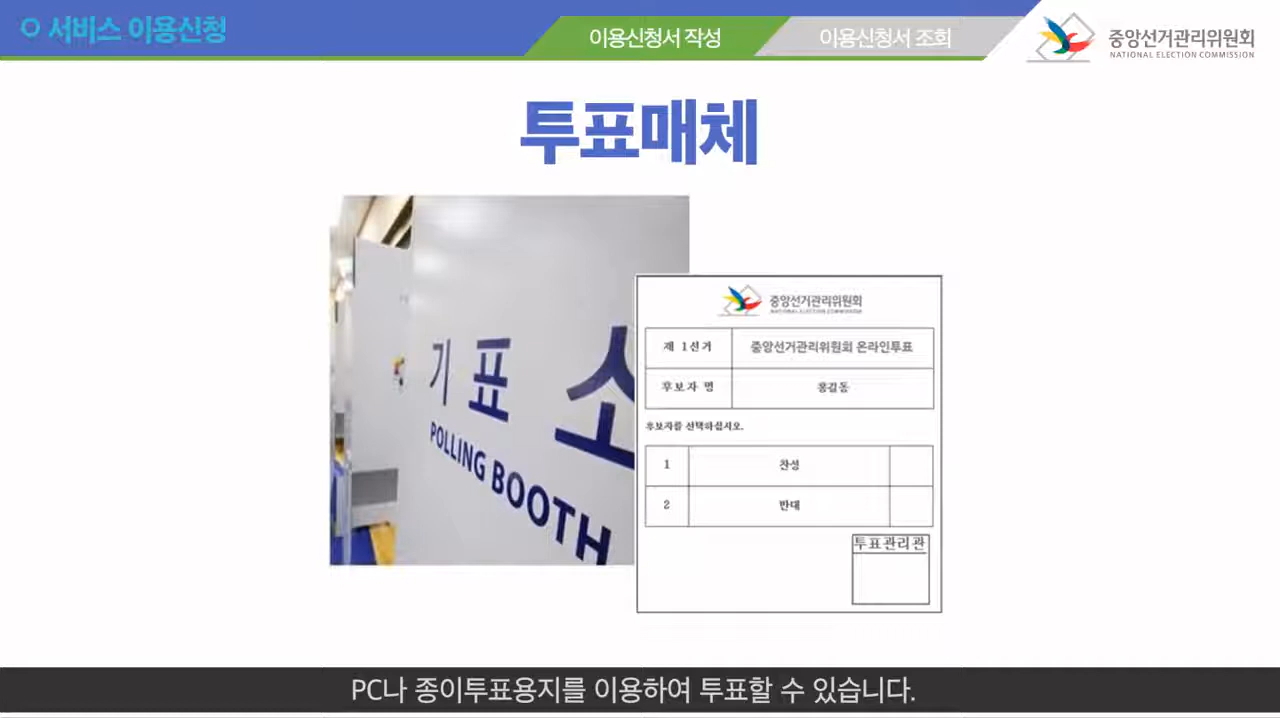 서비스 이용신청
이용신청서 작성
이용신청서 조회
중앙선거관리위원회
NATIONAL ELECTION COMMISSION
투표매체
기표소
POLLING BOOTH
중앙선거관리위원회
NATIONAL ELECTION COMMISSION
제 1선거 중앙선거관리위원회 온라인투표
후보자 명 홍길동
후보자를 선택하십시오.
1 찬성
2 반대
투표관리관
PC나 종이투표용지를 이용하여 투표할 수 있습니다.